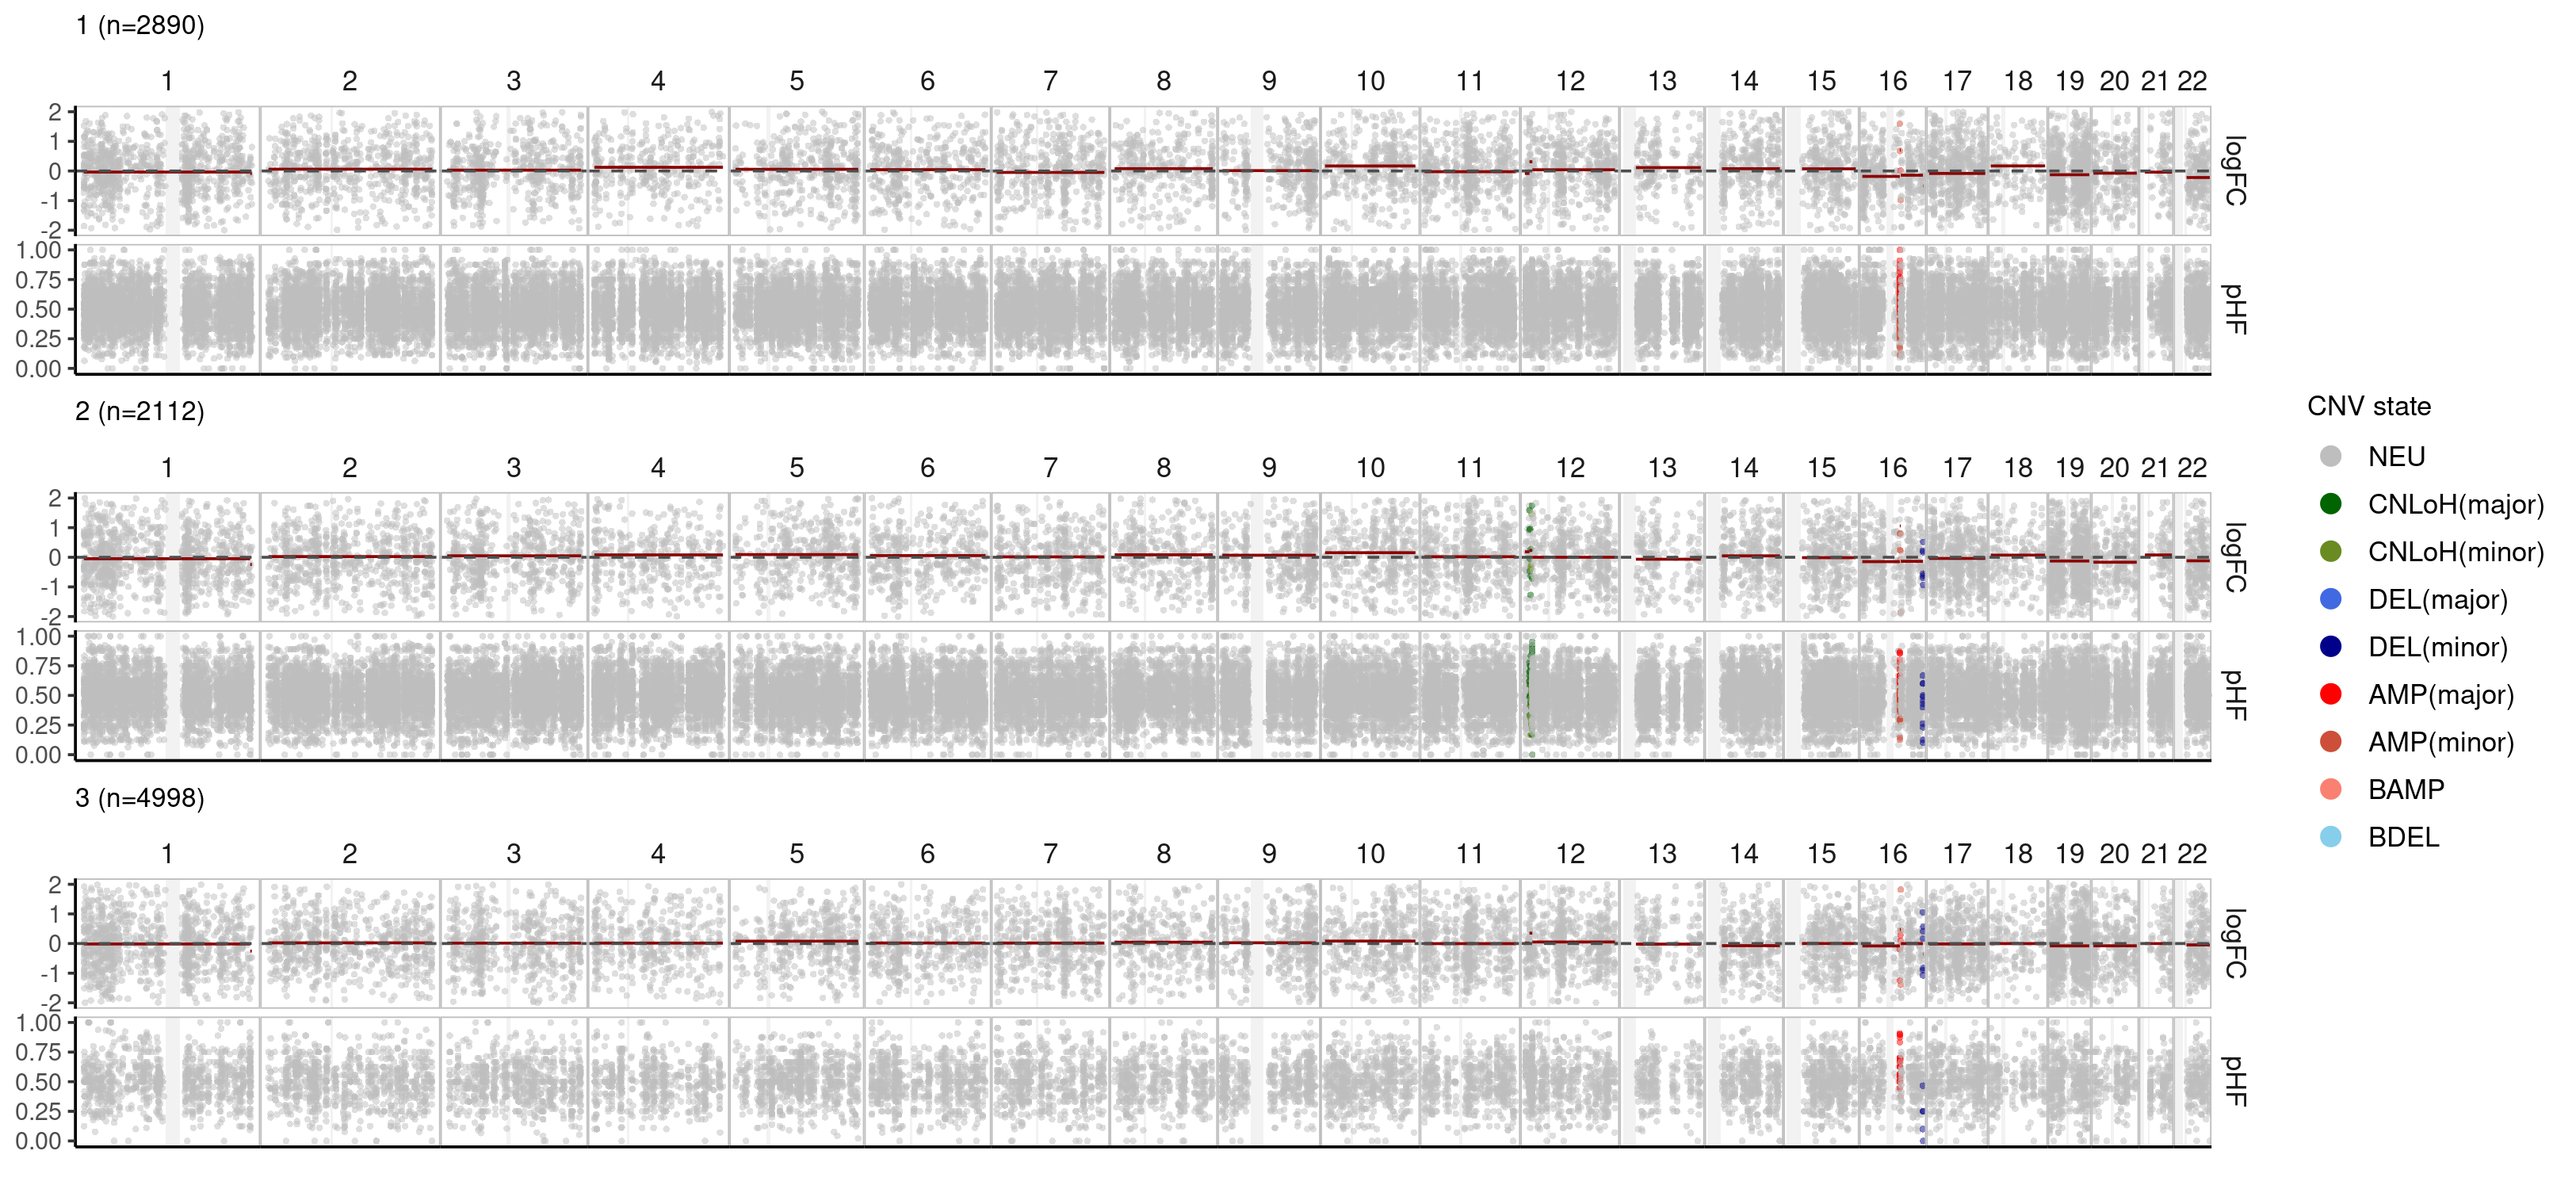 1 (n=2890)
1 2 3 4 5 6 7 8 9 10 11 12 13 14 15 16 17 18 19 20 21 22
2
1
0
-1
-2
logFC
1.00
0.75
0.50
0.25
0.00
pHF
2 (n=2112)
1 2 3 4 5 6 7 8 9 10 11 12 13 14 15 16 17 18 19 20 21 22
2
1
0
-1
-2
logFC
1.00
0.75
0.50
0.25
0.00
pHF
3 (n=4998)
1 2 3 4 5 6 7 8 9 10 11 12 13 14 15 16 17 18 19 20 21 22
2
1
0
-1
-2
logFC
1.00
0.75
0.50
0.25
0.00
pHF
CNV state
NEU
CNLoH(major)
CNLoH(minor)
DEL(major)
DEL(minor)
AMP(major)
AMP(minor)
BAMP
BDEL